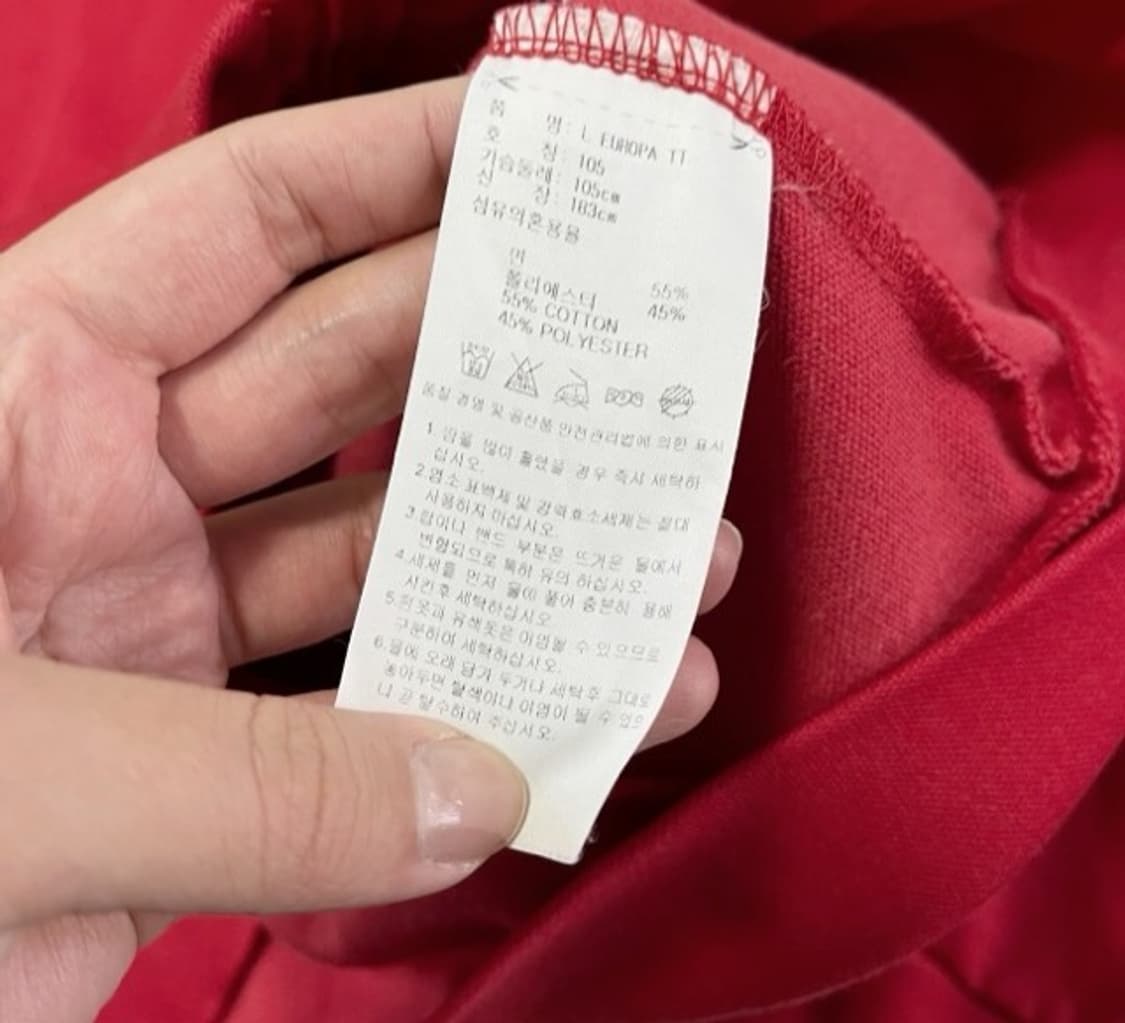 품 명: L EUROPA TT
호 칭: 105
가슴둘레: 105cm
신 장: 183cm
섬유의혼용율
면 55%
폴리에스터 45%
55% COTTON
45% POLYESTER
품질 경영 및 공산품 안전관리법에 의한 표시
1. 땀을 많이 흘렸을 경우 즉시 세탁하
십시오.
2.염소 표백제 및 강력효소세제는 절대
사용하지 마십시오.
3.럽이나 밴드 부분은 뜨거운 물에서
변형되므로 특히 유의 하십시오.
4.세제를 먼저 물에 풀어 충분히 용해
시킨후 세탁하십시오
5.흰옷과 유색옷은 이염될 수 있으므로
구분하여 세탁하십시오.
6.물에 오래 담가 두거나 세탁후 그대로
놓아두면 탈색이나 이염이 될 수 있으
니 곧 탈수하여 주십시오.